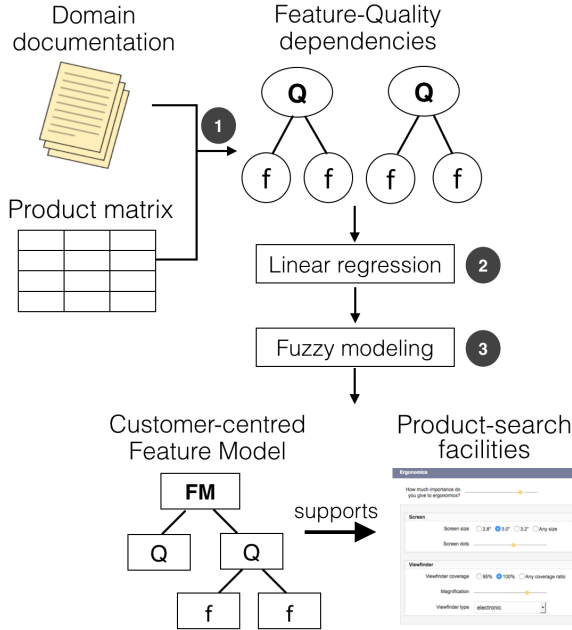 Domain
documentation
Feature-Quality
dependencies
Q
Q
1
f
f
f
f
Product matrix
Linear regression
2
Fuzzy modeling
3
Customer-centred
Feature Model
Product-search
facilities
FM
Q
Q
f
f
supports
Ergonomics
How much importance do
you give to ergonomics?
Screen
Screen size 2.8" 3.0" 3.2" Any size
Screen dots
Viewfinder
Viewfinder coverage 95% 100% Any coverage ratio
Magnification
Viewfinder type electronic